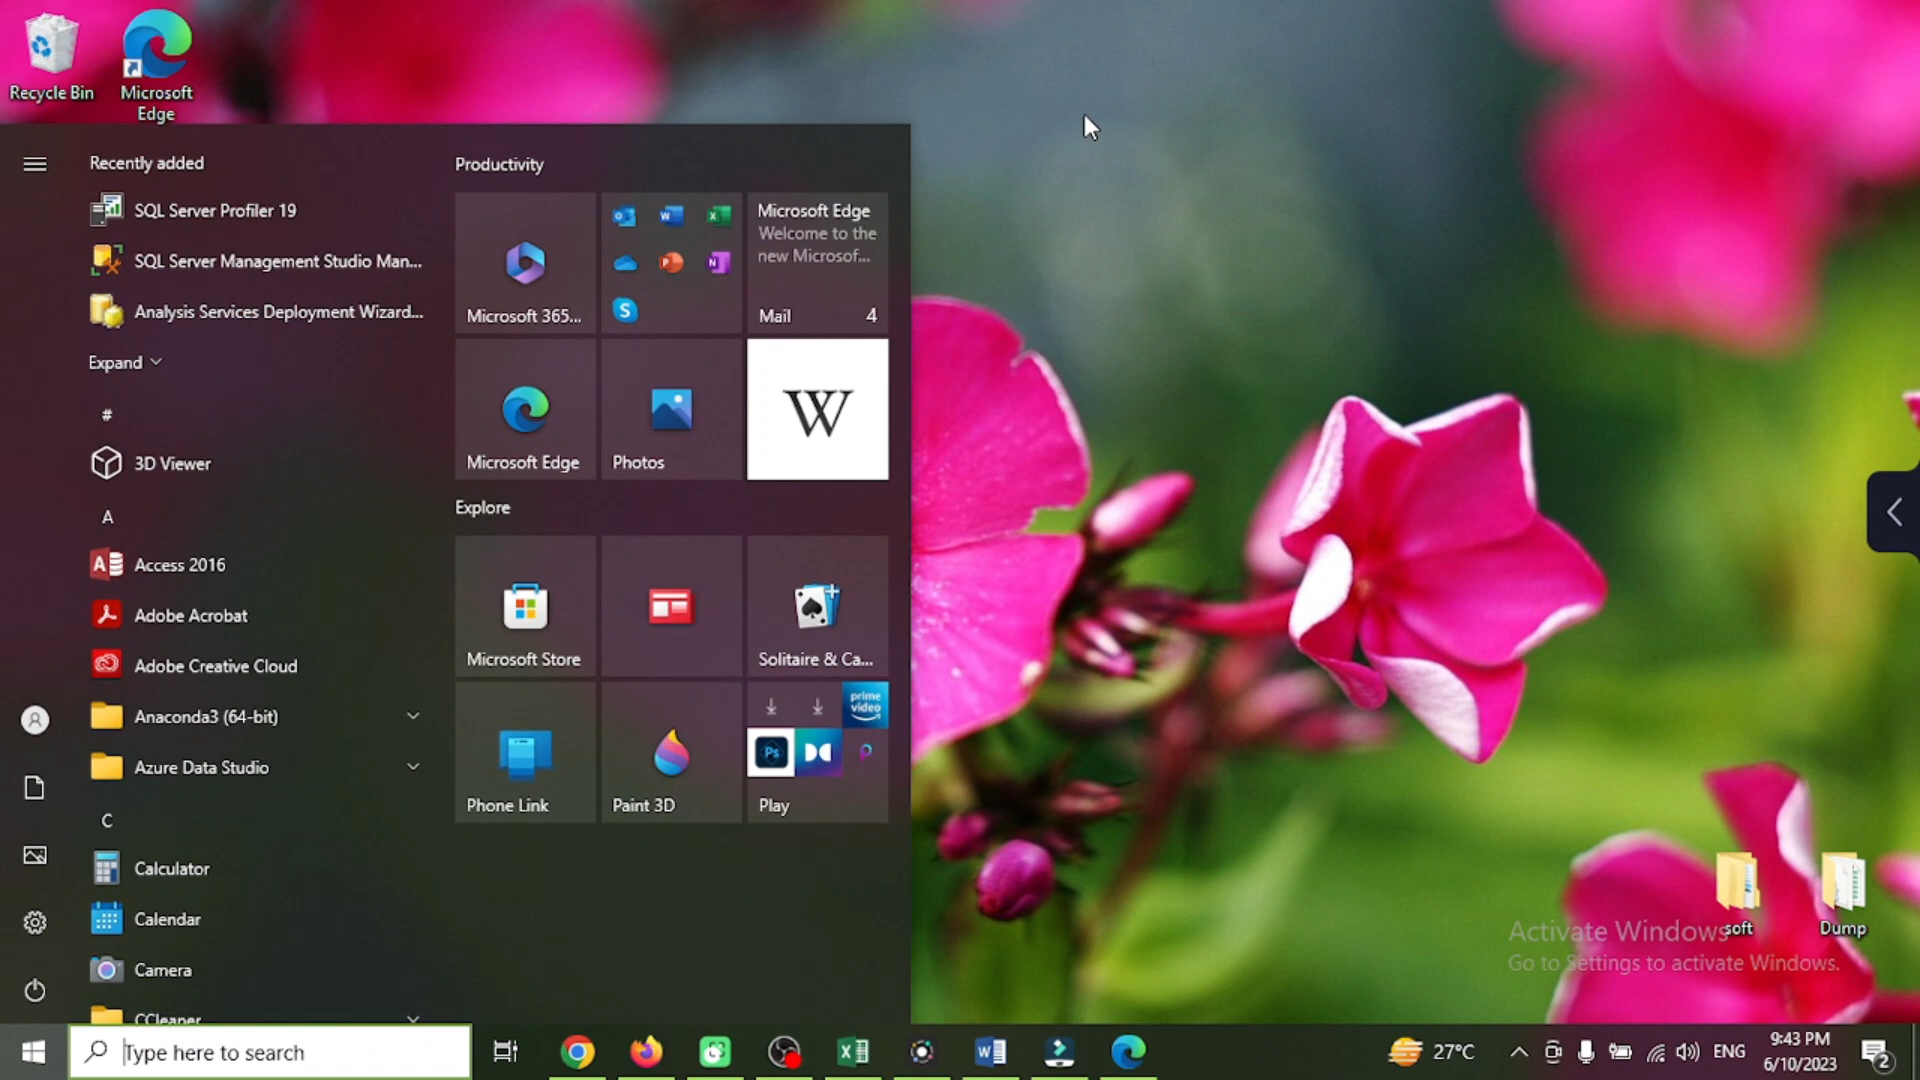 Recycle Bin
Microsoft
Edge
Recently added
SQL Server Profiler 19
SQL Server Management Studio Man...
Analysis Services Deployment Wizard...
Expand
#
3D Viewer
A
Access 2016
Adobe Acrobat
Adobe Creative Cloud
Anaconda3 (64-bit)
Azure Data Studio
C
Calculator
Calendar
Camera
CCleaner
Productivity
Microsoft 365...
Microsoft Edge
Welcome to the
new Microsof...
Mail 4
Microsoft Edge
Photos
W
Explore
Microsoft Store
Solitaire & Ca...
Phone Link
Paint 3D
prime
video
Ps
Play
soft
Dump
Activate Windows
Go to Settings to activate Windows.
Type here to search
27°C
ENG
9:43 PM
6/10/2023
2